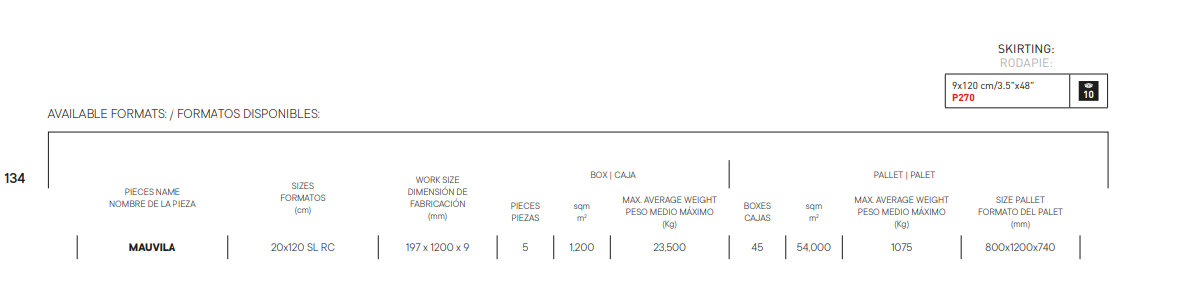 SKIRTING:
RODAPIE:
9x120 cm/3.5"x48"
P270
10
AVAILABLE FORMATS: / FORMATOS DISPONIBLES:
134
BOX | CAJA
PALLET | PALET
PIECES NAME
NOMBRE DE LA PIEZA
SIZES
FORMATOS
(cm)
WORK SIZE
DIMENSIÓN DE
FABRICACIÓN
(mm)
PIECES
PIEZAS
sqm
m²
MAX. AVERAGE WEIGHT
PESO MEDIO MÁXIMO
(Kg)
BOXES
CAJAS
sqm
m²
MAX. AVERAGE WEIGHT
PESO MEDIO MÁXIMO
(Kg)
SIZE PALLET
FORMATO DEL PALET
(mm)
MAUVILA 20x120 SL RC 197 x 1200 x 9 5 1,200 23,500 45 54,000 1075 800x1200x740